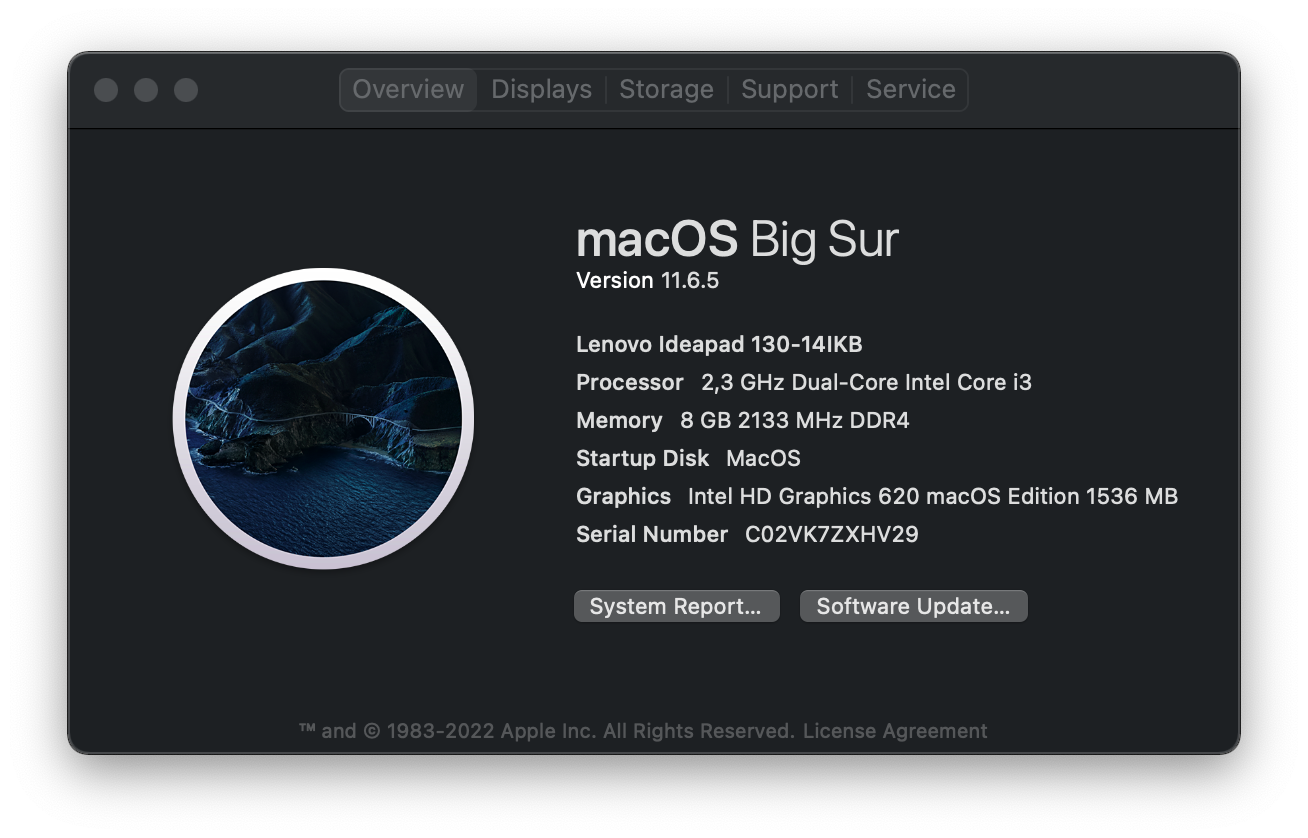 Overview Displays Storage Support Service
macOS Big Sur
Version 11.6.5
Lenovo Ideapad 130-14IKB
Processor 2,3 GHz Dual-Core Intel Core i3
Memory 8 GB 2133 MHz DDR4
Startup Disk MacOS
Graphics Intel HD Graphics 620 macOS Edition 1536 MB
Serial Number C02VK7ZXHV29
System Report... Software Update...
™ and © 1983-2022 Apple Inc. All Rights Reserved. License Agreement